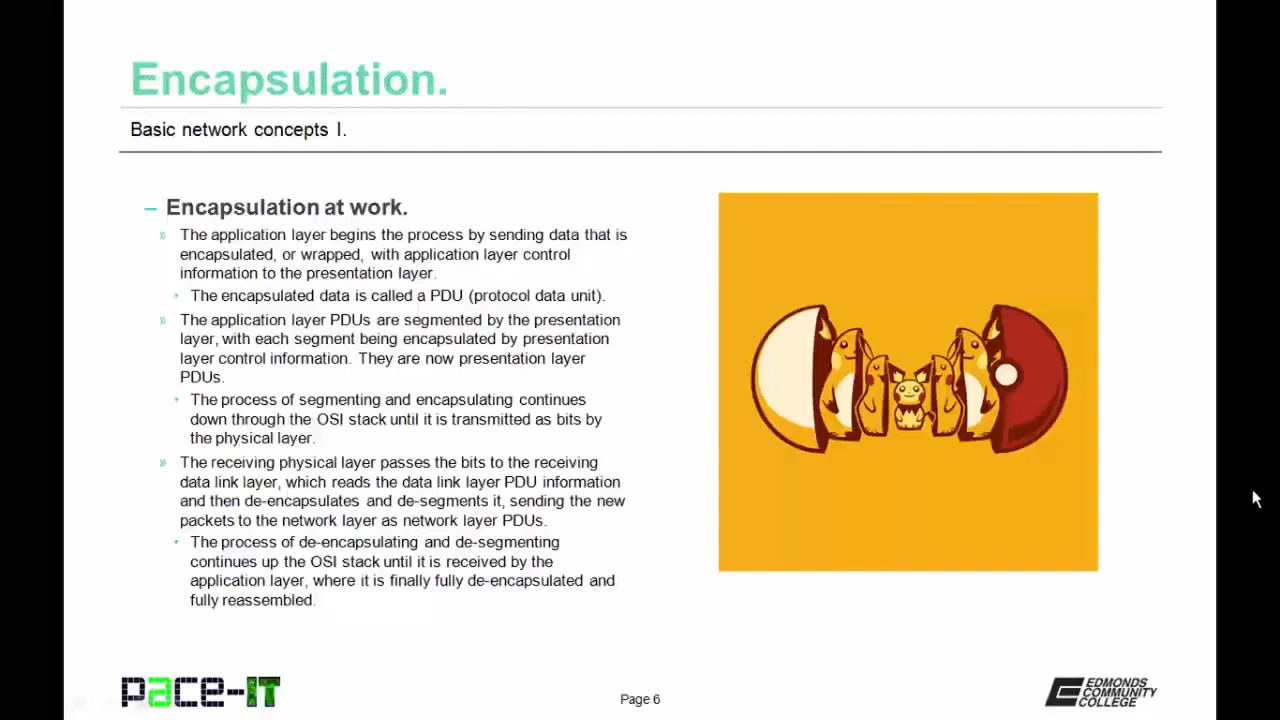 Encapsulation.
Basic network concepts I.
– Encapsulation at work.
» The application layer begins the process by sending data that is
encapsulated, or wrapped, with application layer control
information to the presentation layer.
• The encapsulated data is called a PDU (protocol data unit).
» The application layer PDUs are segmented by the presentation
layer, with each segment being encapsulated by presentation
layer control information. They are now presentation layer
PDUs.
• The process of segmenting and encapsulating continues
down through the OSI stack until it is transmitted as bits by
the physical layer.
» The receiving physical layer passes the bits to the receiving
data link layer, which reads the data link layer PDU information
and then de-encapsulates and de-segments it, sending the new
packets to the network layer as network layer PDUs.
• The process of de-encapsulating and de-segmenting
continues up the OSI stack until it is received by the
application layer, where it is finally fully de-encapsulated and
fully reassembled.
pace-IT
Page 6
EDMONDS
COMMUNITY
COLLEGE